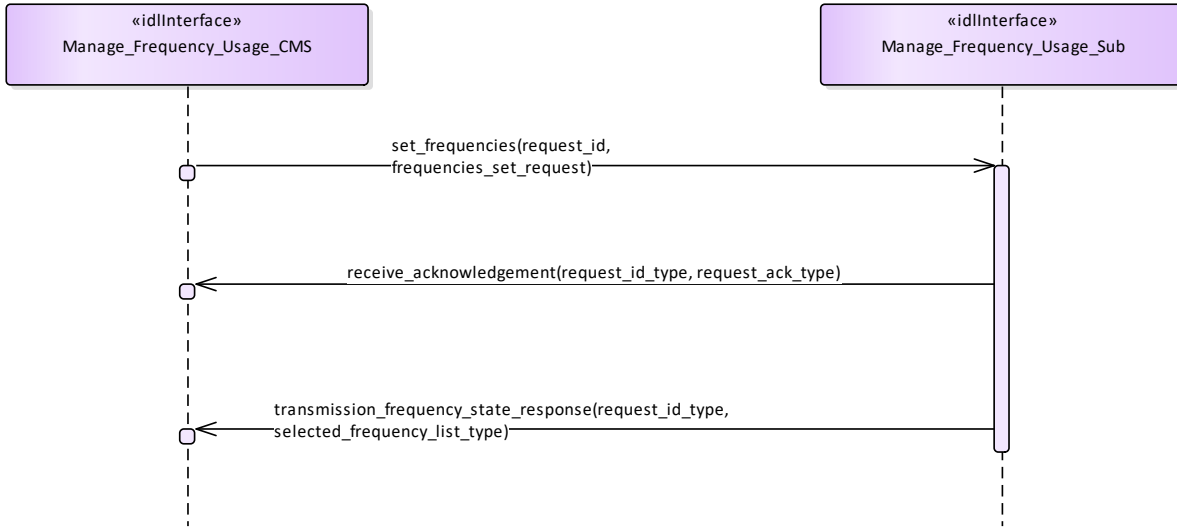 «idlInterface»
Manage_Frequency_Usage_CMS
«idlInterface»
Manage_Frequency_Usage_Sub
set_frequencies(request_id,
frequencies_set_request)
receive_acknowledgement(request_id_type, request_ack_type)
transmission_frequency_state_response(request_id_type,
selected_frequency_list_type)